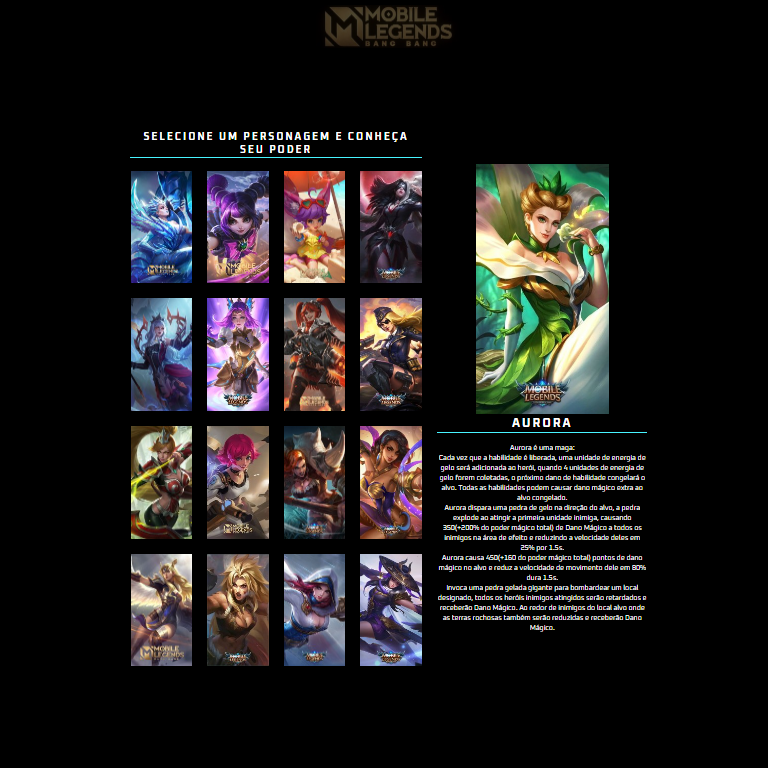 MOBILE
LEGENDS
BANG BANG
SELECIONE UM PERSONAGEM E CONHEÇA
SEU PODER
MOBILE
LEGENDS
AURORA
Aurora é uma maga:
Cada vez que a habilidade é liberada, uma unidade de energia de
gelo será adicionada ao herói, quando 4 unidades de energia de
gelo forem coletadas, o próximo dano de habilidade congelará o
alvo. Todas as habilidades podem causar dano mágico extra ao
alvo congelado.
Aurora dispara uma pedra de gelo na direção do alvo, a pedra
explode ao atingir a primeira unidade inimiga, causando
350(+200% do poder mágico total) de Dano Mágico a todos os
inimigos na área de efeito e reduzindo a velocidade deles em
25% por 1.5s.
Aurora causa 450(+160 do poder mágico total) pontos de dano
mágico no alvo e reduz a velocidade de movimento dele em 80%
dura 1.5s.
Invoca uma pedra gelada gigante para bombardear um local
designado, todos os heróis inimigos atingidos serão retardados e
receberão Dano Mágico. Ao redor de inimigos do local alvo onde
as terras rochosas também serão reduzidas e receberão Dano
Mágico.